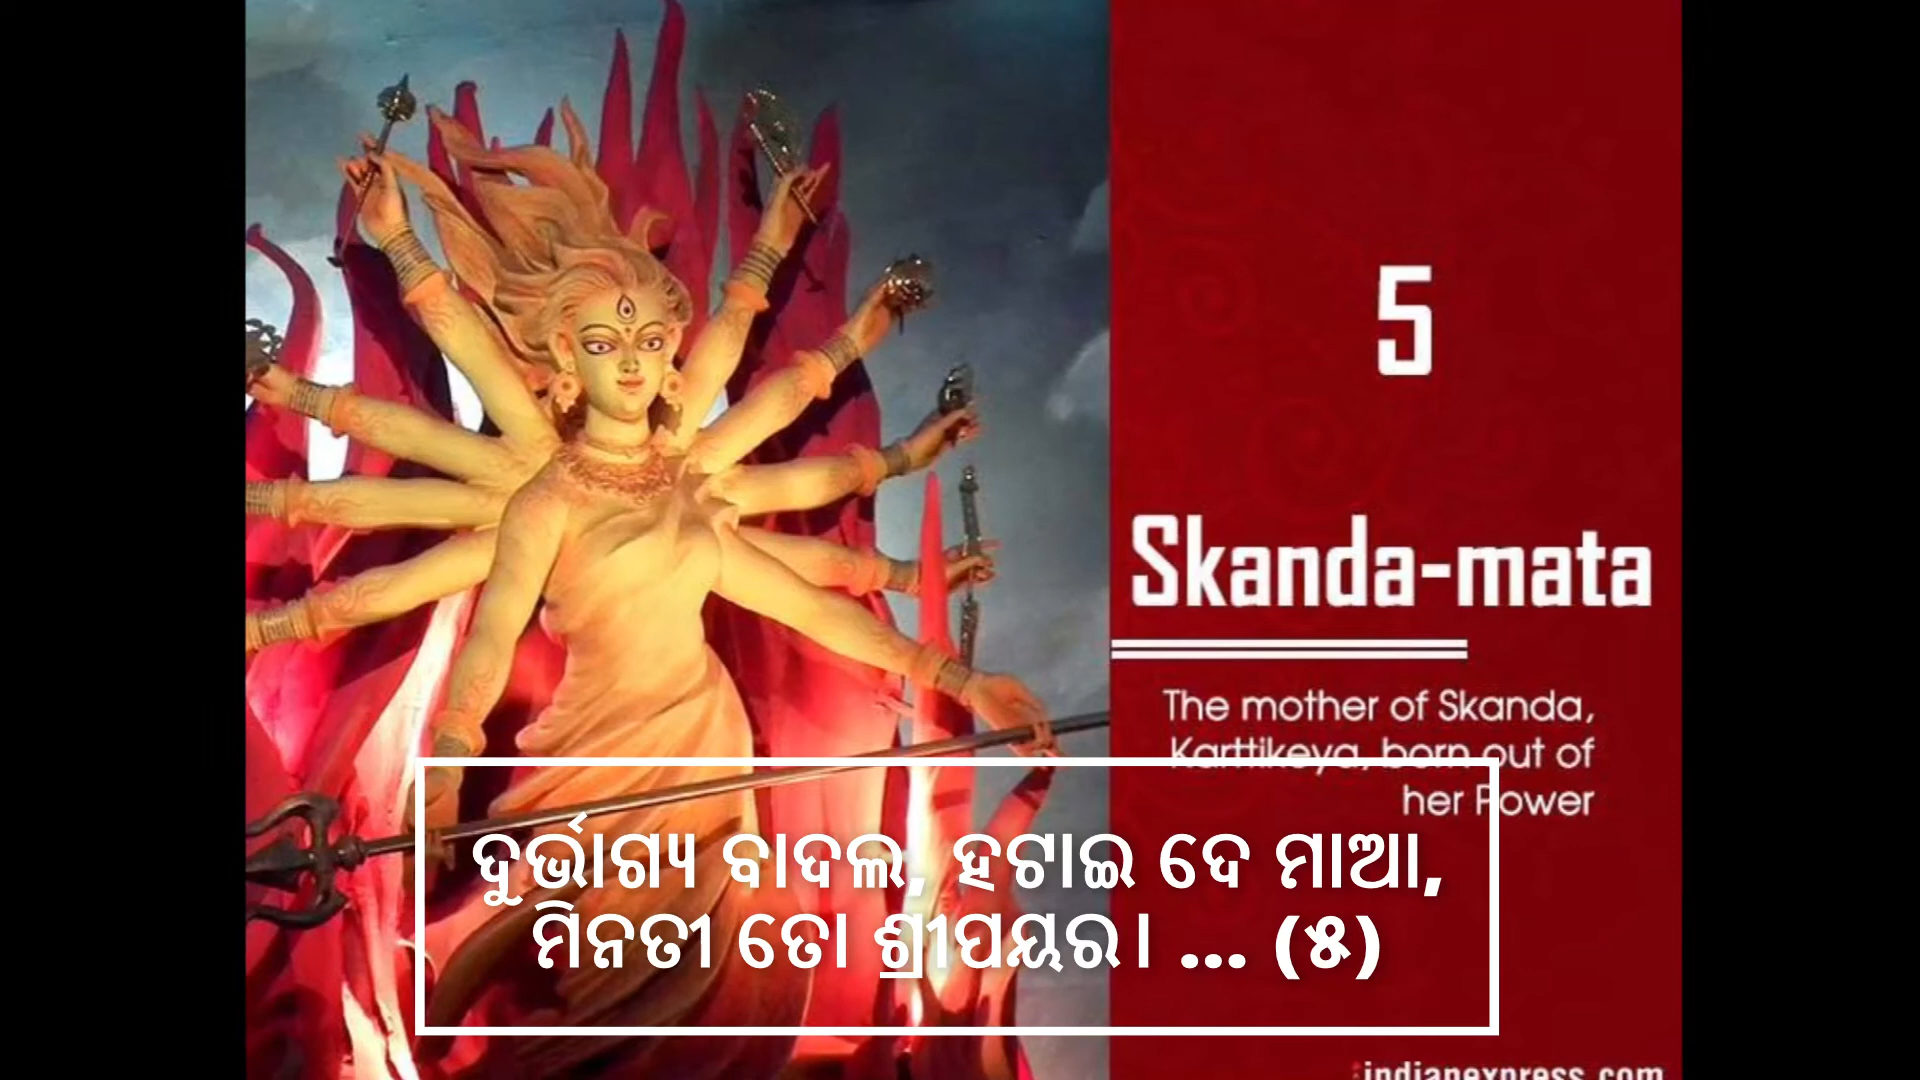 5
Skanda-mata
The mother of Skanda,
Karttikeya, born out of
her Power
ଦୁର୍ଭାଗ୍ୟ ବାଦଲ, ହଟାଇ ଦେ ମାଆ,
ମିନତୀ ତୋ ଶ୍ରୀପୟର। ... (୫)
indianexpress.com